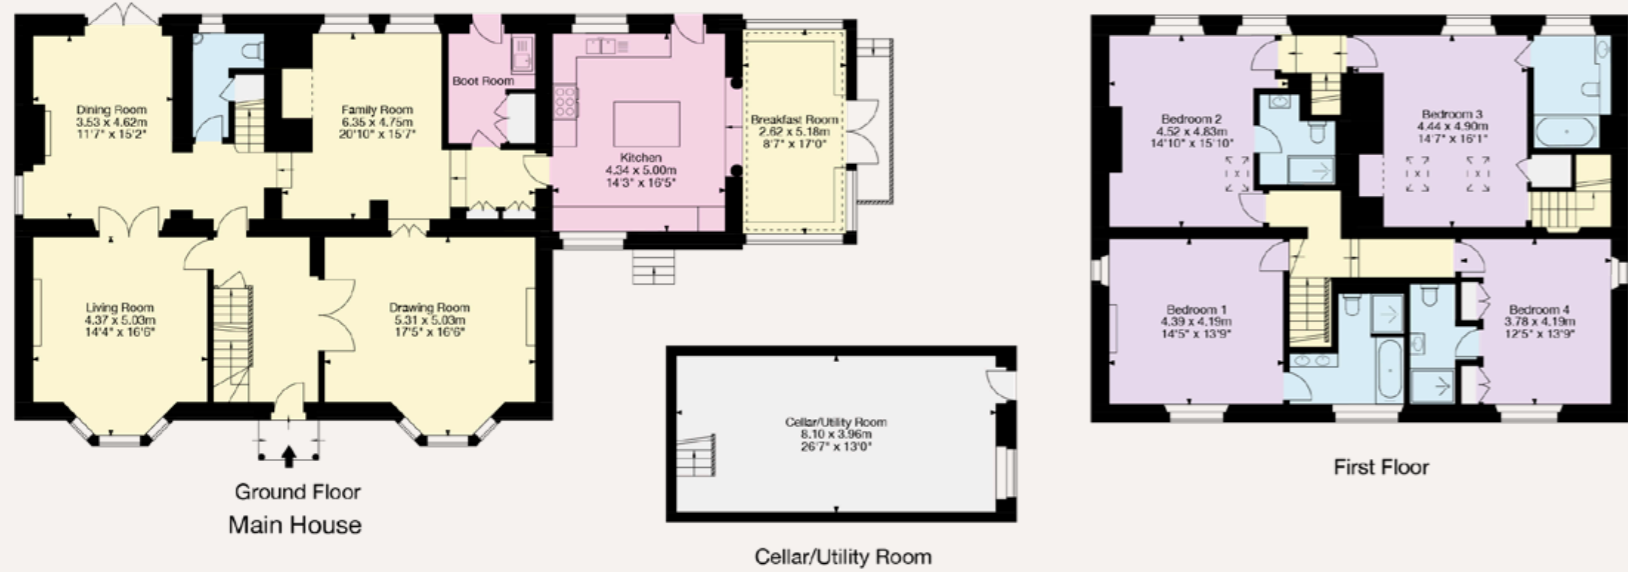 Dining Room
3.53 x 4.62m
11'7" x 15'2"
Family Room
6.35 x 4.75m
20'10" x 15'7"
Boot Room
Kitchen
4.34 x 5.00m
14'3" x 16'5"
Breakfast Room
2.62 x 5.18m
8'7" x 17'0"
Living Room
4.37 x 5.03m
14'4" x 16'6"
Drawing Room
5.31 x 5.03m
17'5" x 16'6"
Ground Floor
Main House
Cellar/Utility Room
8.10 x 3.96m
26'7" x 13'0"
Cellar/Utility Room
Bedroom 2
4.52 x 4.83m
14'10" x 15'10"
Bedroom 3
4.44 x 4.90m
14'7" x 16'1"
Bedroom 1
4.39 x 4.19m
14'5" x 13'9"
Bedroom 4
3.78 x 4.19m
12'5" x 13'9"
First Floor